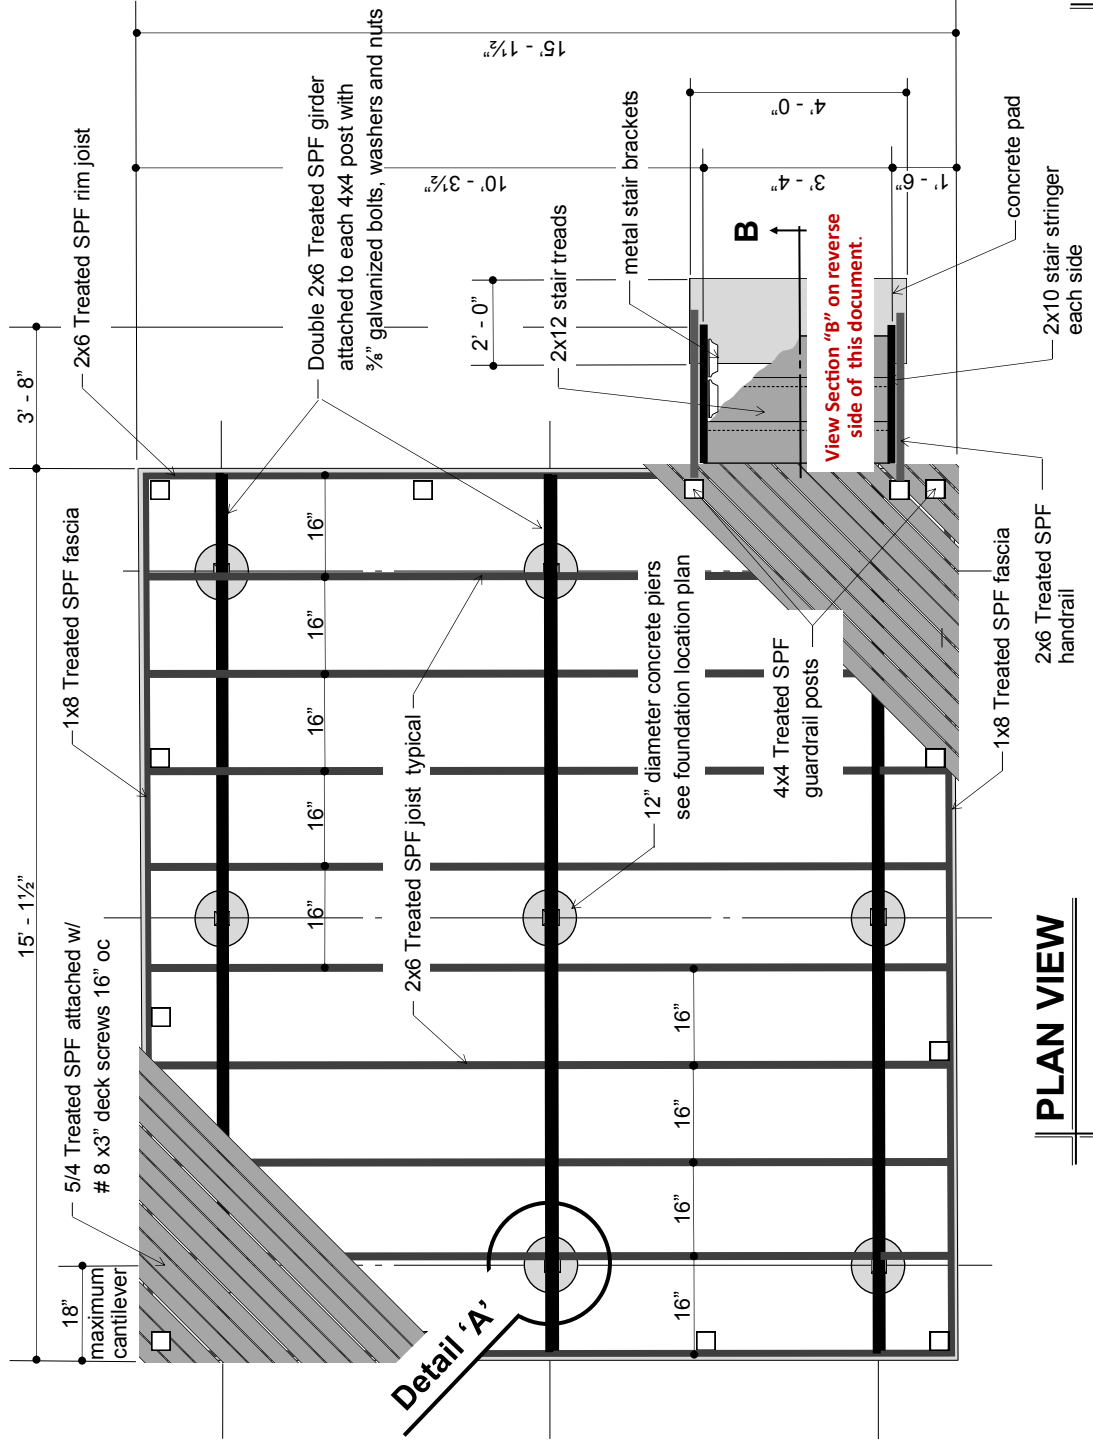 15' - 1½"
3' - 8"
18"
maximum
cantilever
5/4 Treated SPF attached w/
# 8 x3" deck screws 16" oc
1x8 Treated SPF fascia
2x6 Treated SPF rim joist
Double 2x6 Treated SPF girder
attached to each 4x4 post with
⅜" galvanized bolts, washers and nuts
15' - 1½"
16"
16"
16"
16"
16"
2x6 Treated SPF joist typical
10' - 3½"
2' - 0"
2x12 stair treads
metal stair brackets
4' - 0"
3' - 4"
1' - 6"
B
View Section "B" on reverse
side of this document.
12" diameter concrete piers
see foundation location plan
16"
16"
16"
16"
Detail 'A'
4x4 Treated SPF
guardrail posts
concrete pad
2x10 stair stringer
each side
2x6 Treated SPF
handrail
1x8 Treated SPF fascia
PLAN VIEW